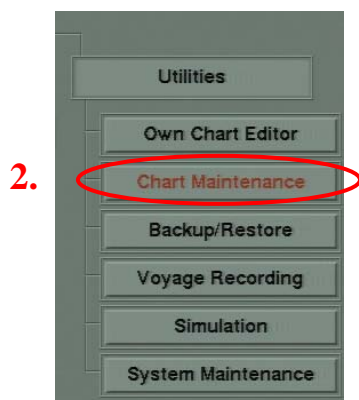 Utilities
Own Chart Editor
2. Chart Maintenance
Backup/Restore
Voyage Recording
Simulation
System Maintenance